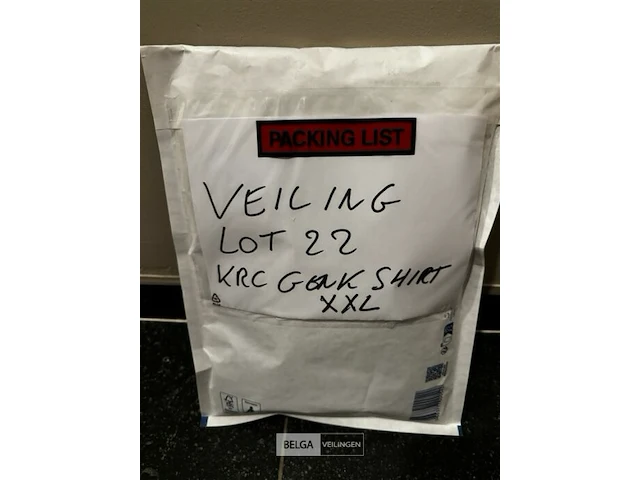 PACKING LIST
VEILING
LOT 22
KRC GENK SHIRT
XXL
BELGA VEILINGEN